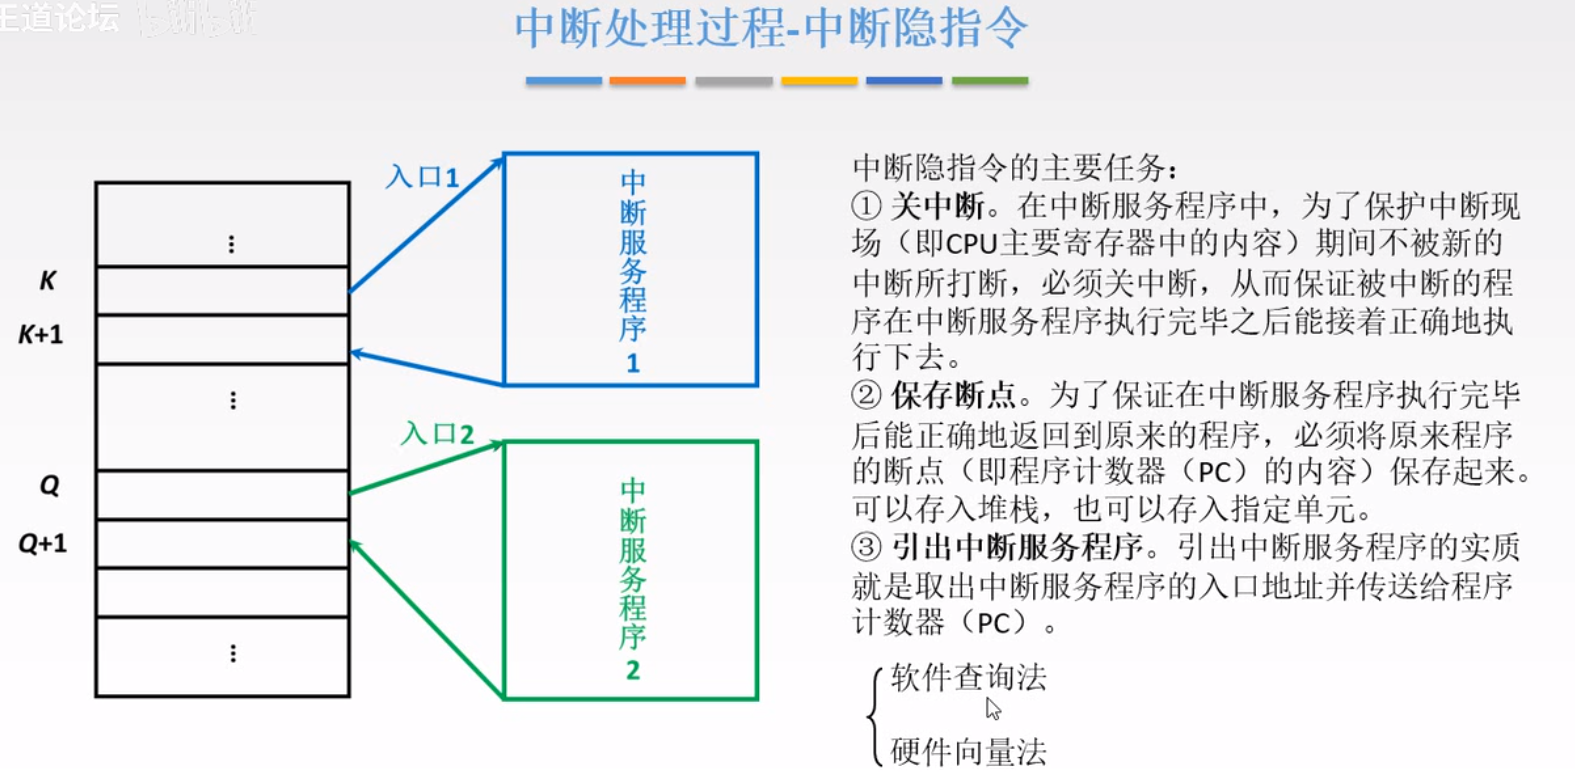 王道论坛
中断处理过程-中断隐指令
入口1
中断服务程序1
K
K+1
入口2
中断服务程序2
Q
Q+1
中断隐指令的主要任务：
① 关中断。在中断服务程序中，为了保护中断现
场（即CPU主要寄存器中的内容）期间不被新的
中断所打断，必须关中断，从而保证被中断的程
序在中断服务程序执行完毕之后能接着正确地执
行下去。
② 保存断点。为了保证在中断服务程序执行完毕
后能正确地返回到原来的程序，必须将原来程序
的断点（即程序计数器（PC）的内容）保存起来。
可以存入堆栈，也可以存入指定单元。
③ 引出中断服务程序。引出中断服务程序的实质
就是取出中断服务程序的入口地址并传送给程序
计数器（PC）。
软件查询法
硬件向量法